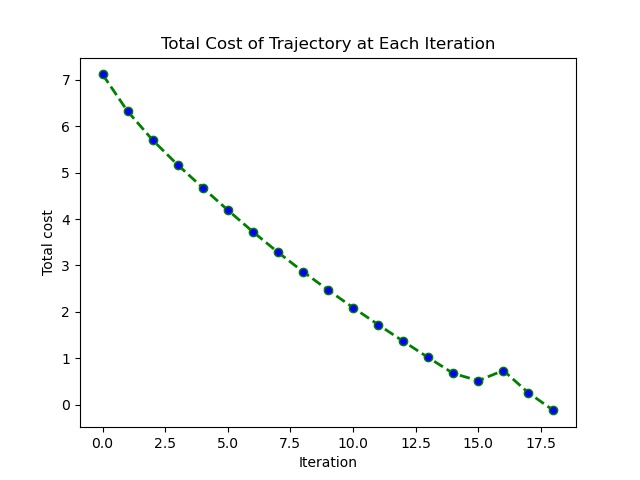 Total Cost of Trajectory at Each Iteration
Total cost
7
6
5
4
3
2
1
0
0.0 2.5 5.0 7.5 10.0 12.5 15.0 17.5
Iteration